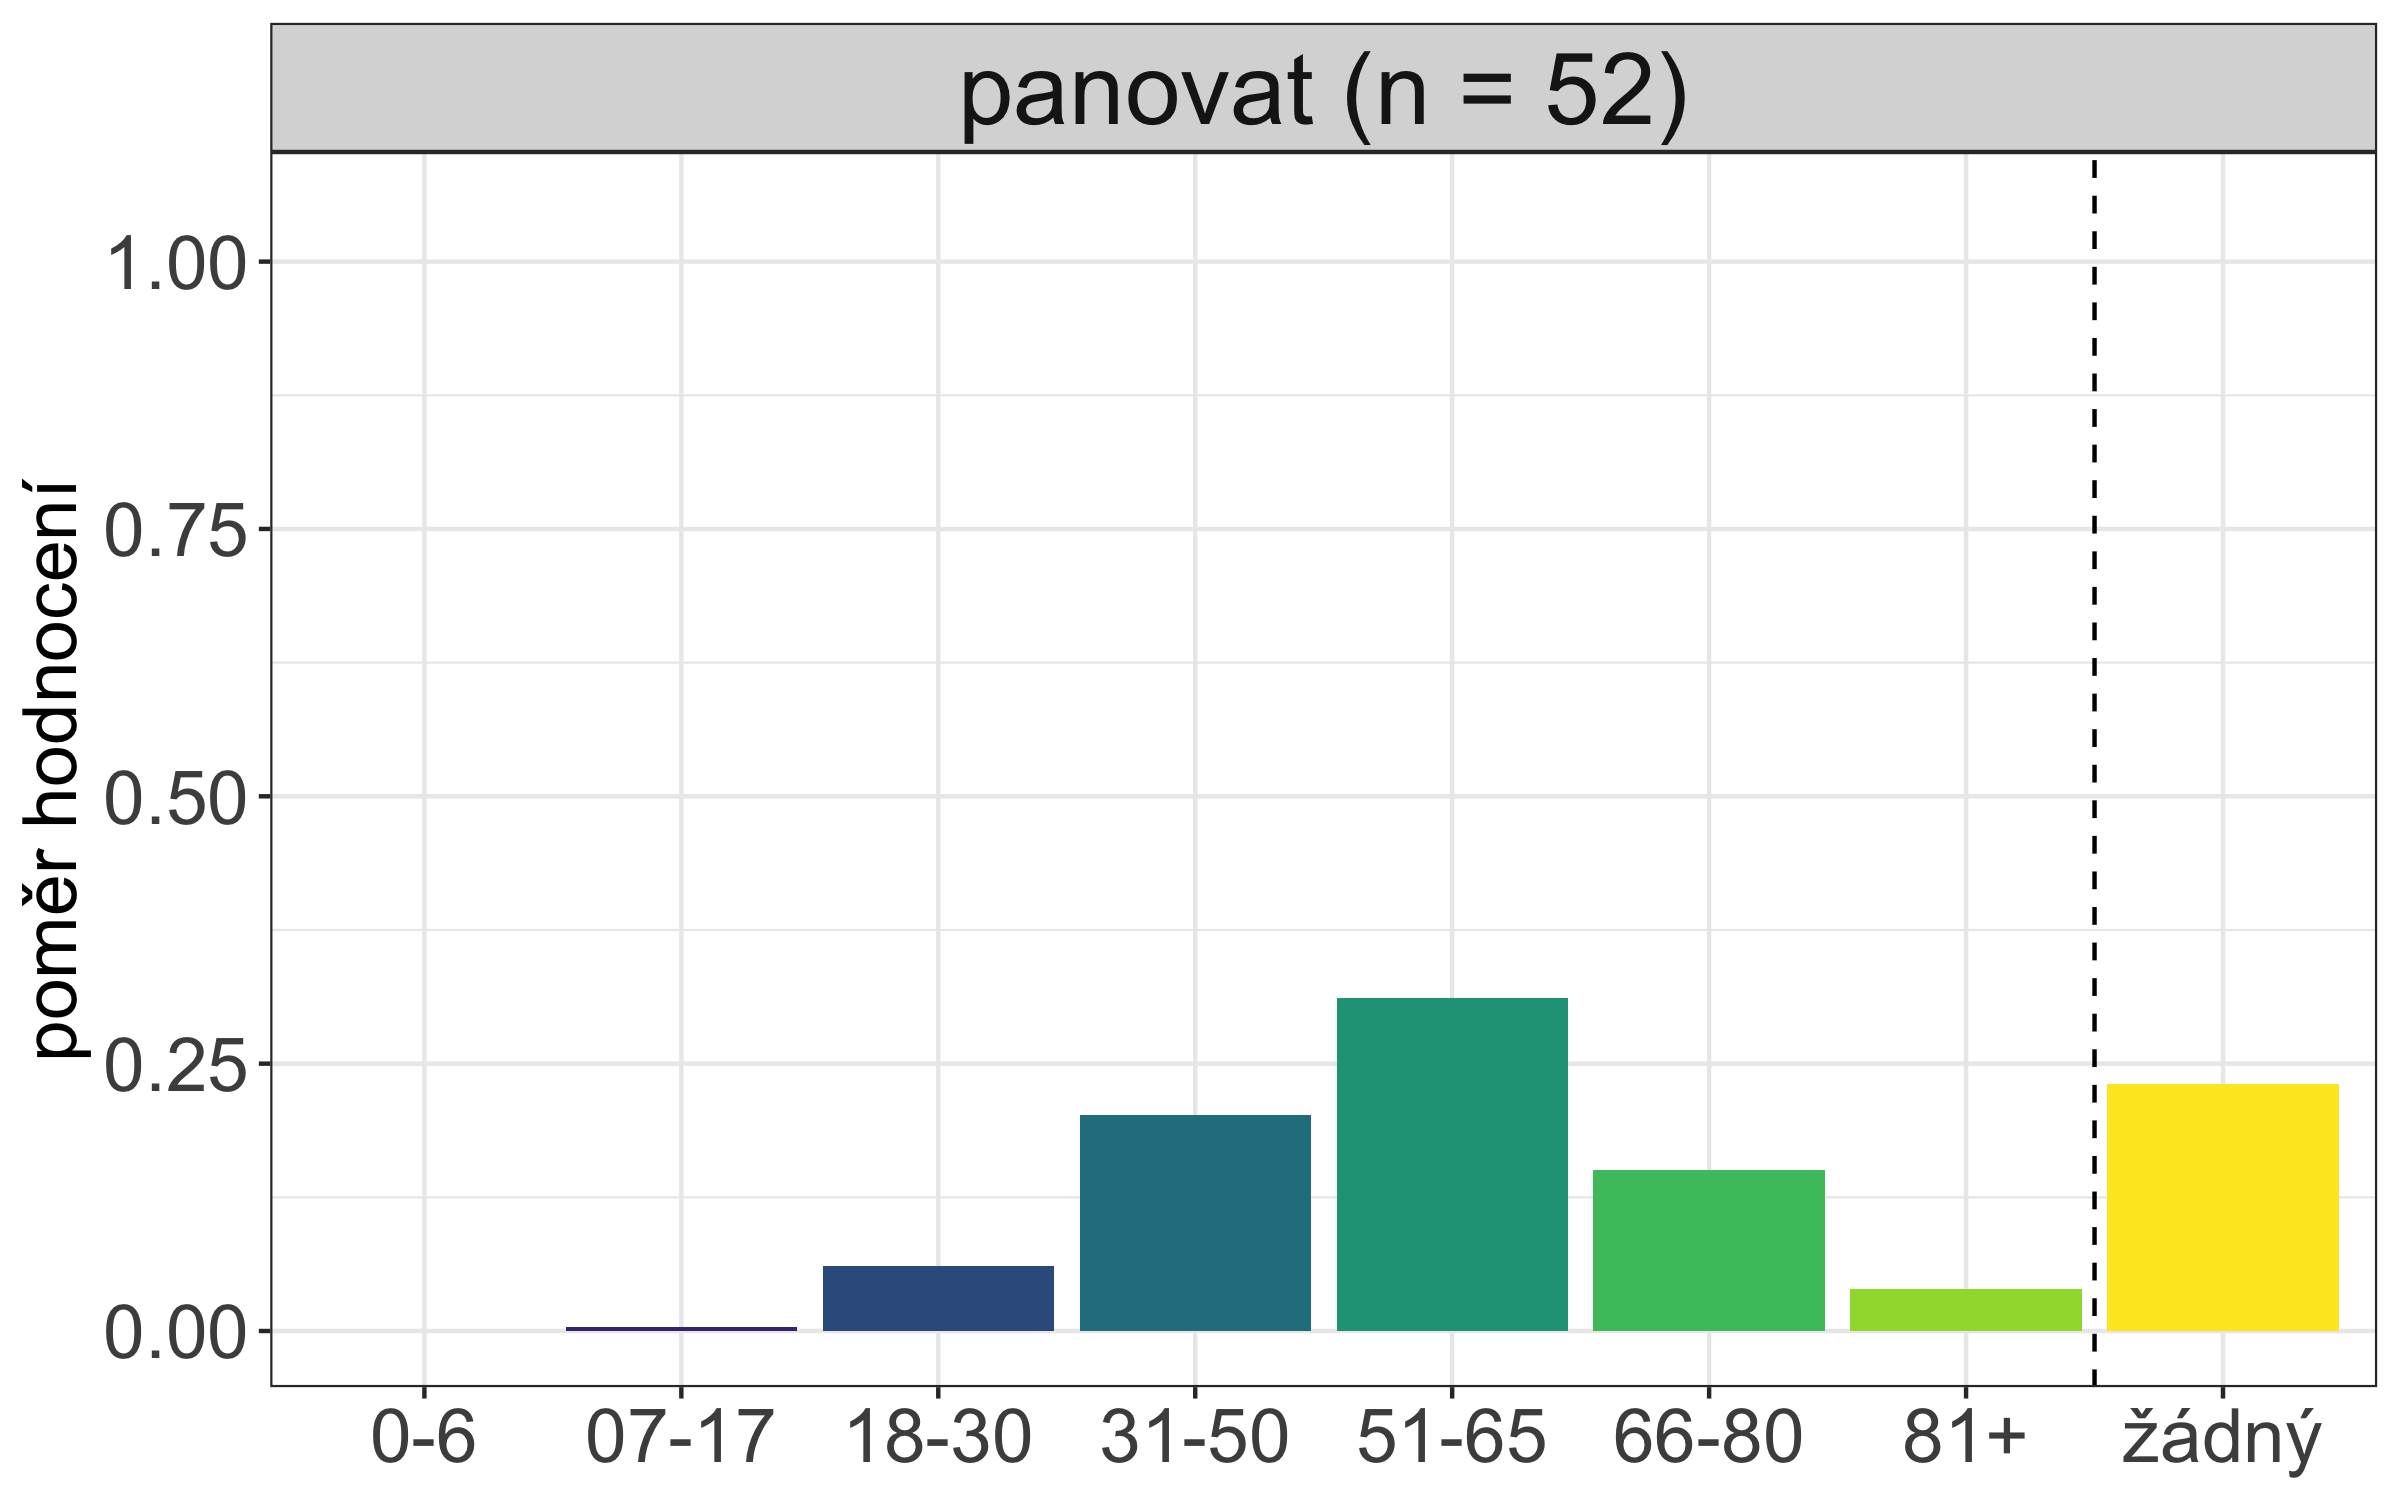 panovat (n = 52)
poměr hodnocení
1.00
0.75
0.50
0.25
0.00
0-6 07-17 18-30 31-50 51-65 66-80 81+ žádný